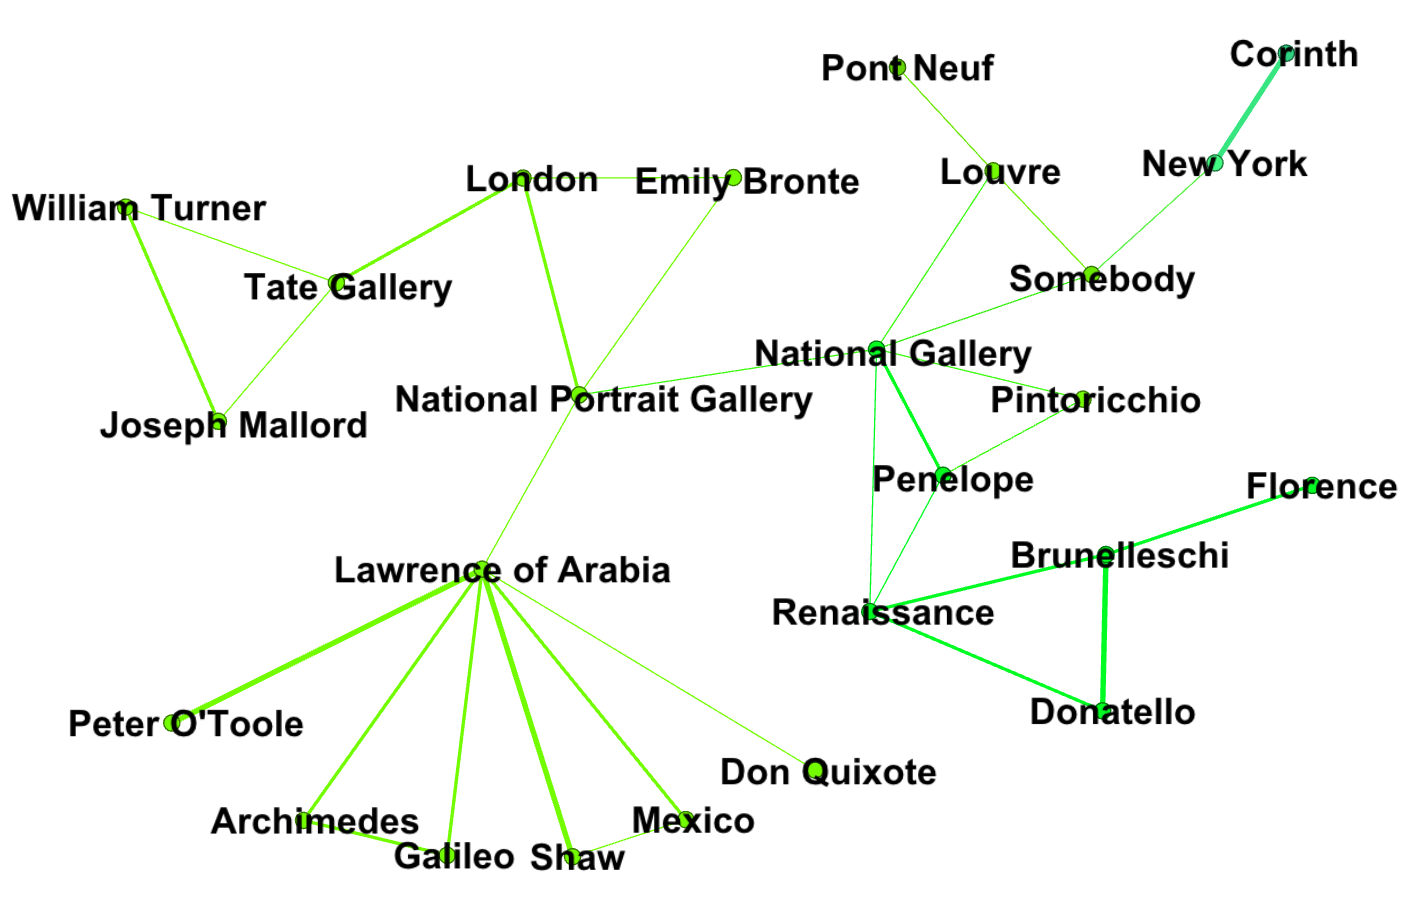 Corinth
Pont Neuf
New York
Louvre
London
Emily Bronte
William Turner
Somebody
Tate Gallery
National Gallery
National Portrait Gallery
Pintoricchio
Joseph Mallord
Penelope
Florence
Brunelleschi
Lawrence of Arabia
Renaissance
Donatello
Peter O'Toole
Don Quixote
Archimedes
Mexico
Galileo
Shaw